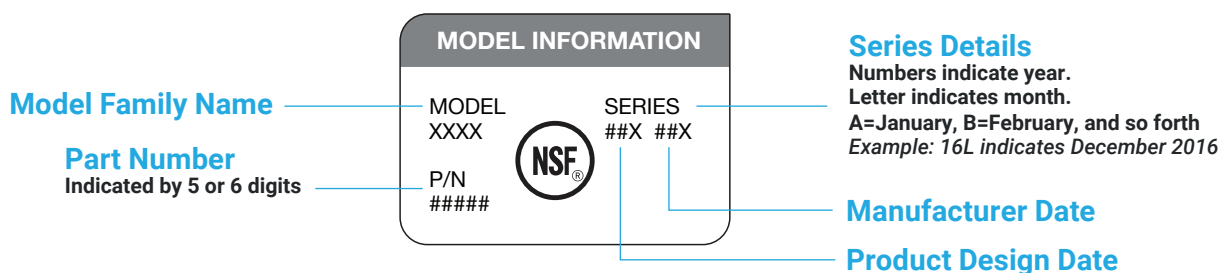 MODEL INFORMATION
Model Family Name
MODEL
XXXX
Part Number
Indicated by 5 or 6 digits
P/N
#####
NSF®
SERIES
##X ##X
Series Details
Numbers indicate year.
Letter indicates month.
A=January, B=February, and so forth
Example: 16L indicates December 2016
Manufacturer Date
Product Design Date